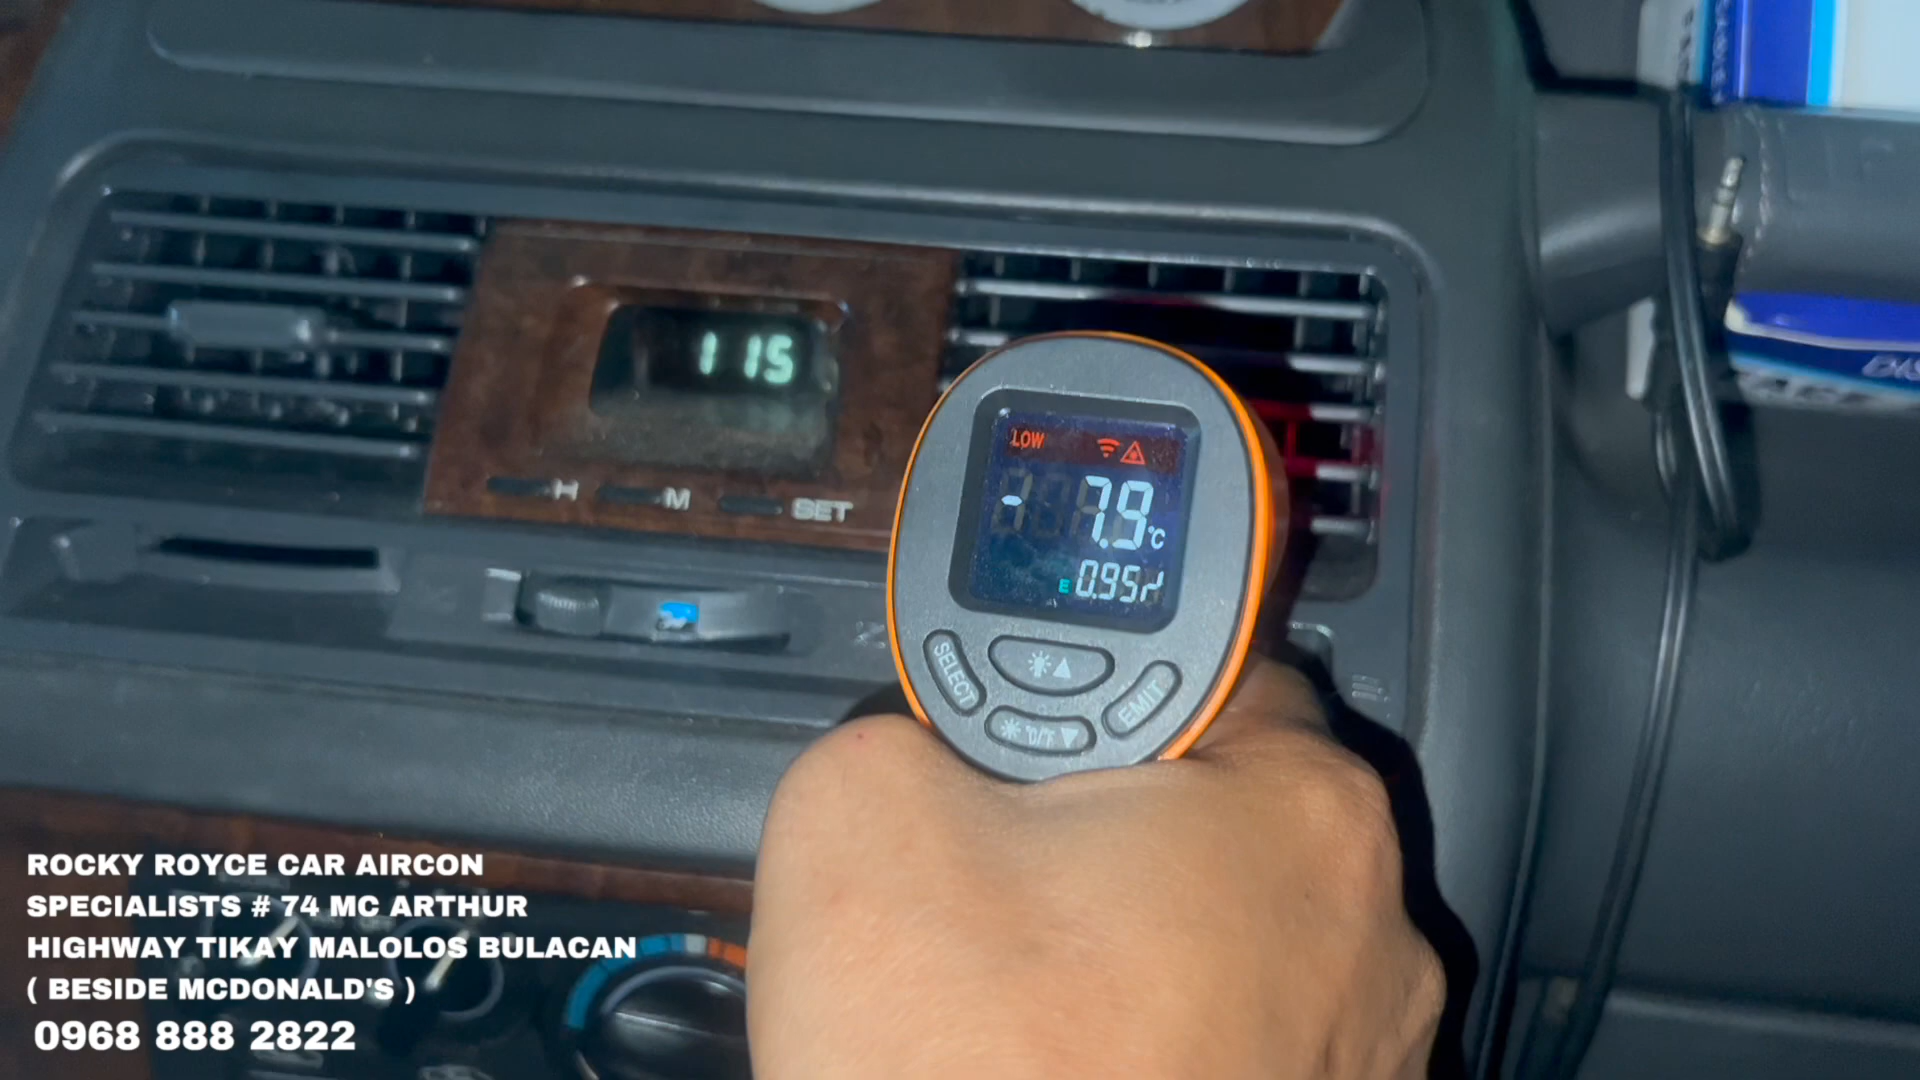 1 15
H M SET
LOW
- 7.9°C
E 0.95
SELECT
EMIT
°C/°F
ROCKY ROYCE CAR AIRCON
SPECIALISTS # 74 MC ARTHUR
HIGHWAY TIKAY MALOLOS BULACAN
( BESIDE MCDONALD'S )
0968 888 2822